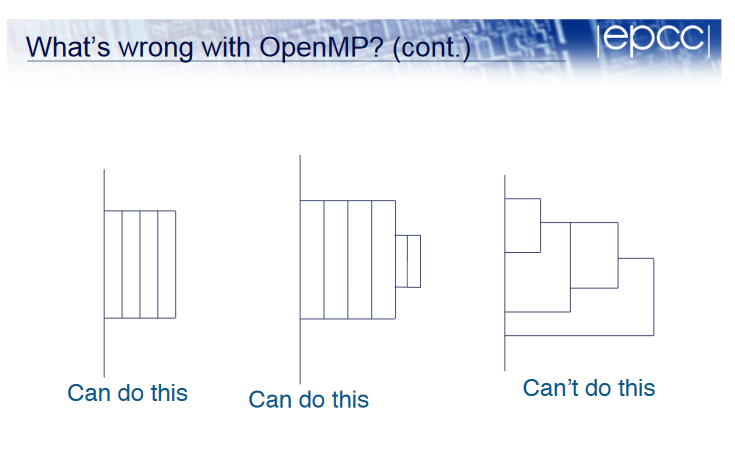 What's wrong with OpenMP? (cont.)
|epcc|
Can do this
Can do this
Can't do this